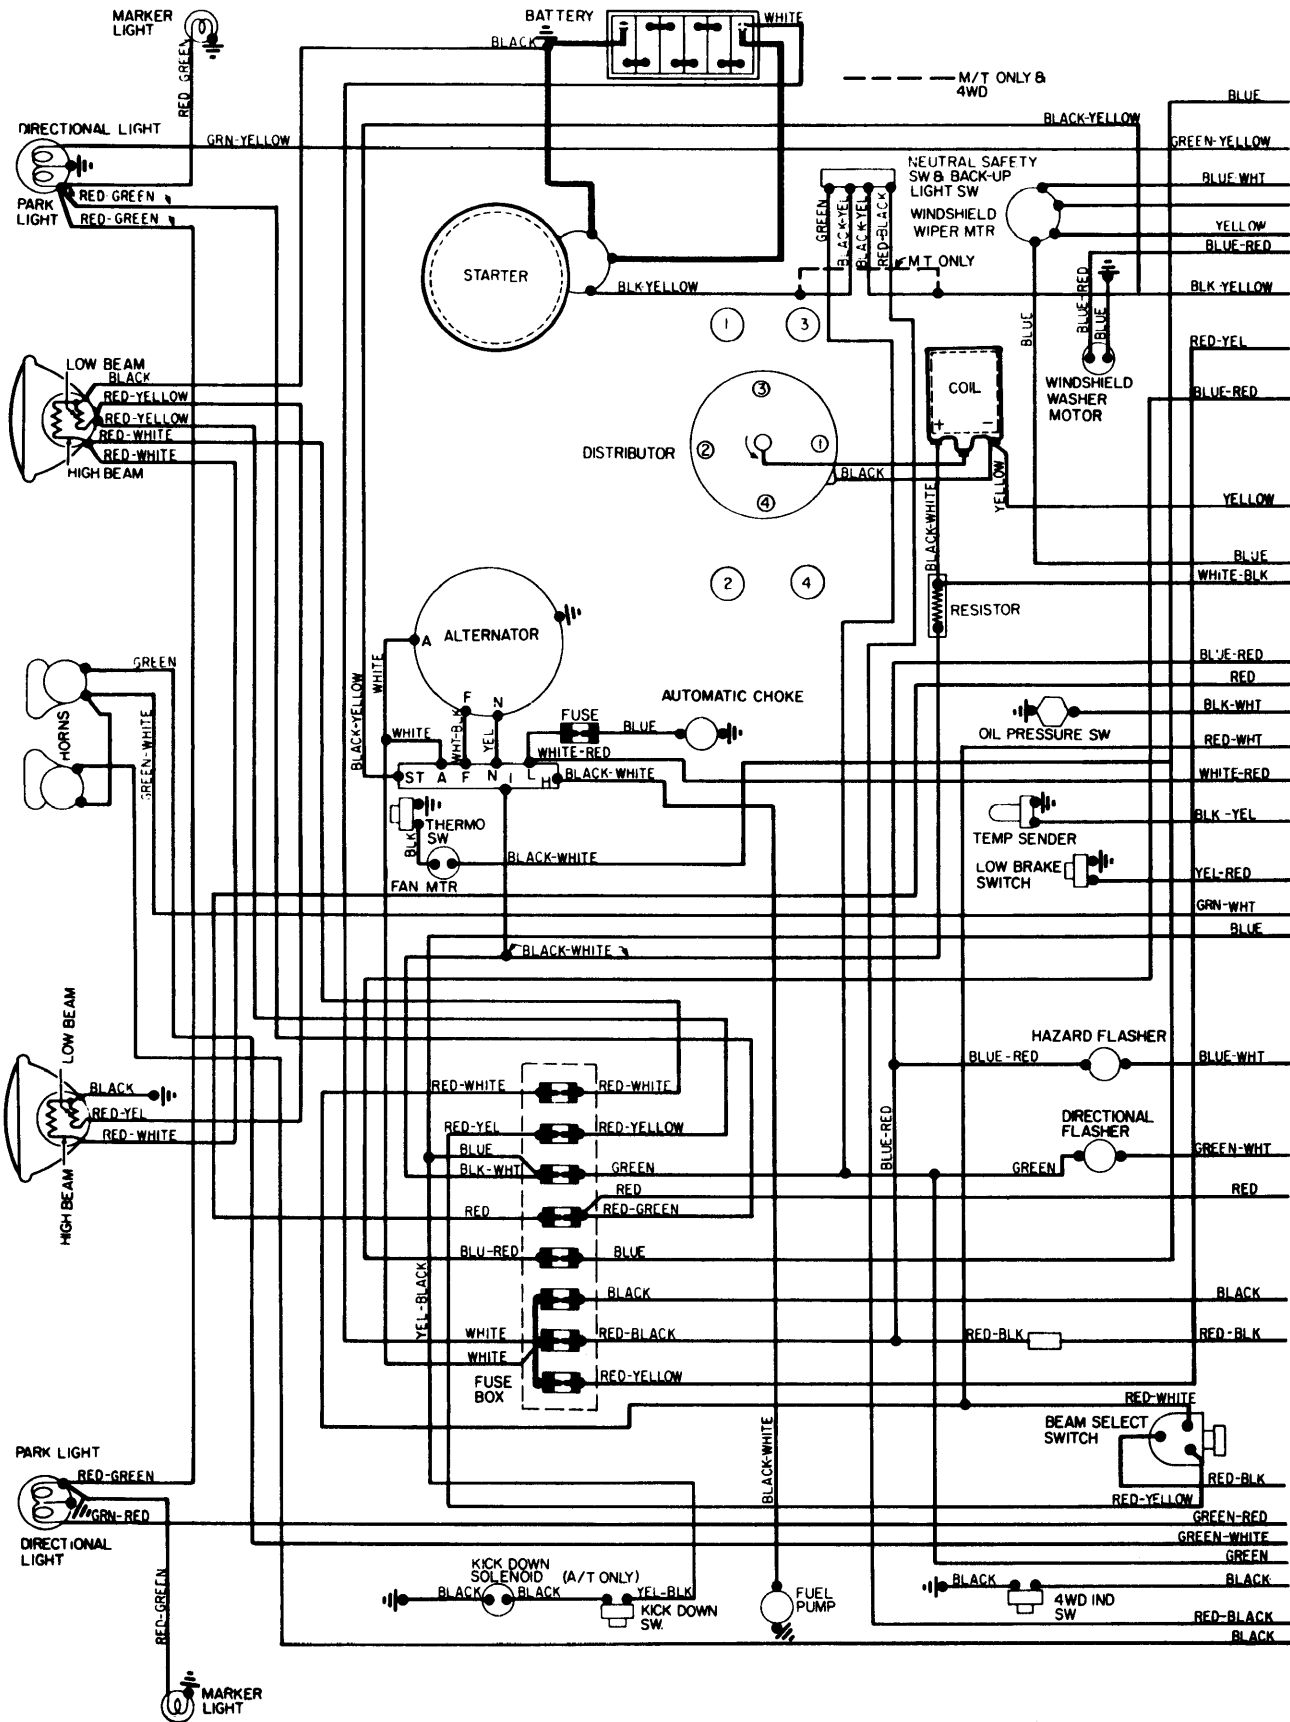 MARKER
LIGHT
BATTERY
WHITE
BLACK
RED GREEN
M/T ONLY &
4WD
BLUE
BLACK-YELLOW
DIRECTIONAL LIGHT
GRN-YELLOW
GREEN-YELLOW
NEUTRAL SAFETY
SW & BACK-UP
LIGHT SW
BLUE-WHT
RED-GREEN
PARK
LIGHT
RED-GREEN
WINDSHIELD
WIPER MTR
YELLOW
BLUE-RED
GREEN
BLACK-YEL
BLACK-YEL
RED-BLACK
M T ONLY
STARTER
BLK-YELLOW
BLK-YELLOW
BLUE
BLUE-RED
BLUE
1
3
RED-YEL
LOW BEAM
BLACK
RED-YELLOW
RED-YELLOW
RED-WHITE
RED-WHITE
HIGH BEAM
COIL
+
-
WINDSHIELD
WASHER
MOTOR
BLUE-RED
DISTRIBUTOR
3
2
1
4
BLACK
YELLOW
YELLOW
BLACK-WHITE
BLUE
WHITE-BLK
2
4
RESISTOR
ALTERNATOR
A
F
N
WHITE
GREEN
BLUE-RED
RED
HORNS
GREEN-WHITE
BLACK-YELLOW
WHITE
WHT-BLK
YEL
FUSE
BLUE
AUTOMATIC CHOKE
WHITE-RED
OIL PRESSURE SW
BLK-WHT
RED-WHT
ST A F N I L H
BLACK-WHITE
WHITE-RED
THERMO
SW
BLK
FAN MTR
BLACK-WHITE
TEMP SENDER
BLK-YEL
LOW BRAKE
SWITCH
YEL-RED
GRN-WHT
BLUE
BLACK-WHITE
LOW BEAM
BLACK
RED-YEL
RED-WHITE
HIGH BEAM
HAZARD FLASHER
BLUE-RED
BLUE-WHT
RED-WHITE
RED-WHITE
RED-YEL
RED-YELLOW
BLUE
BLK-WHT
GREEN
BLUE-RED
DIRECTIONAL
FLASHER
GREEN
GREEN-WHT
RED
RED
RED
RED-GREEN
BLU-RED
BLUE
YEL-BLACK
BLACK
BLACK
WHITE
RED-BLACK
RED-BLK
RED-BLK
WHITE
FUSE
BOX
RED-YELLOW
RED-WHITE
BEAM SELECT
SWITCH
BLACK-WHITE
RED-BLK
RED-YELLOW
PARK LIGHT
RED-GREEN
GRN-RED
DIRECTIONAL
LIGHT
GREEN-RED
GREEN-WHITE
GREEN
RED-GREEN
KICK DOWN
SOLENOID (A/T ONLY)
BLACK
BLACK
YEL-BLK
KICK DOWN
SW.
FUEL
PUMP
BLACK
4WD IND
SW
BLACK
RED-BLACK
BLACK
MARKER
LIGHT